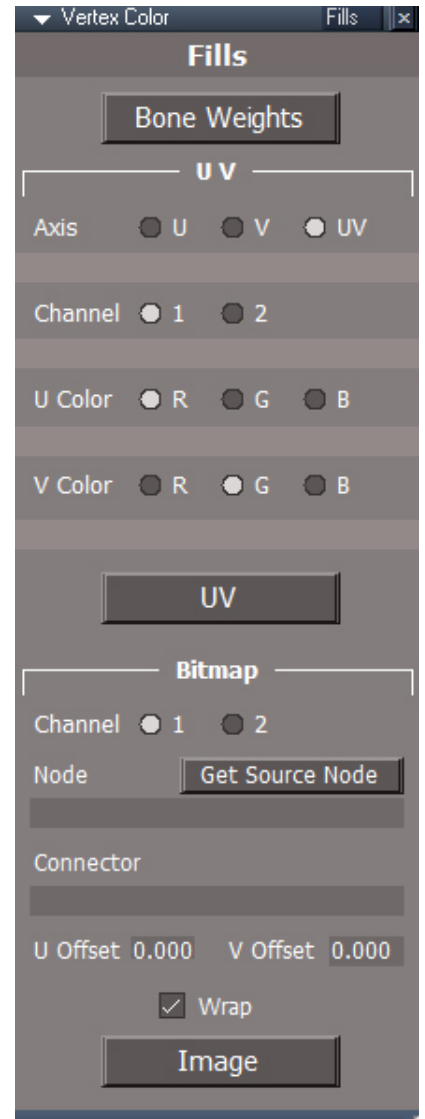 Vertex Color Fills
Fills
Bone Weights
U V
Axis U V UV
Channel 1 2
U Color R G B
V Color R G B
UV
Bitmap
Channel 1 2
Node Get Source Node
Connector
U Offset 0.000 V Offset 0.000
Wrap
Image